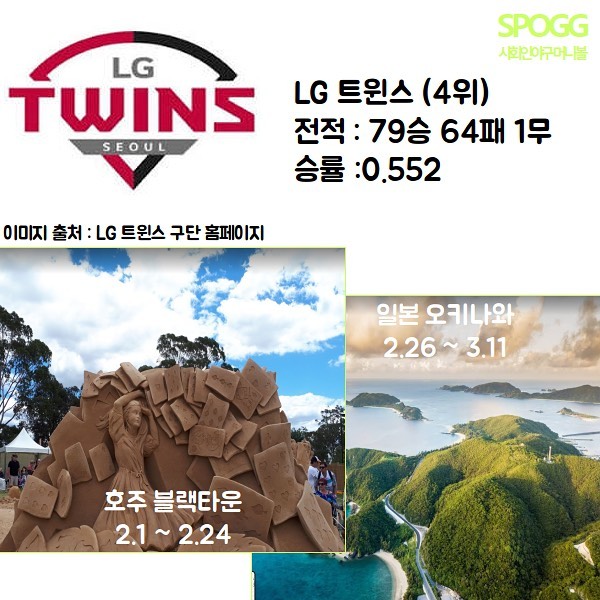 SPOGG
사회인야구머니볼
LG
TWINS
SEOUL
LG 트윈스 (4위)
전적 : 79승 64패 1무
승률 :0.552
이미지 출처 : LG 트윈스 구단 홈페이지
일본 오키나와
2.26 ~ 3.11
호주 블랙타운
2.1 ~ 2.24